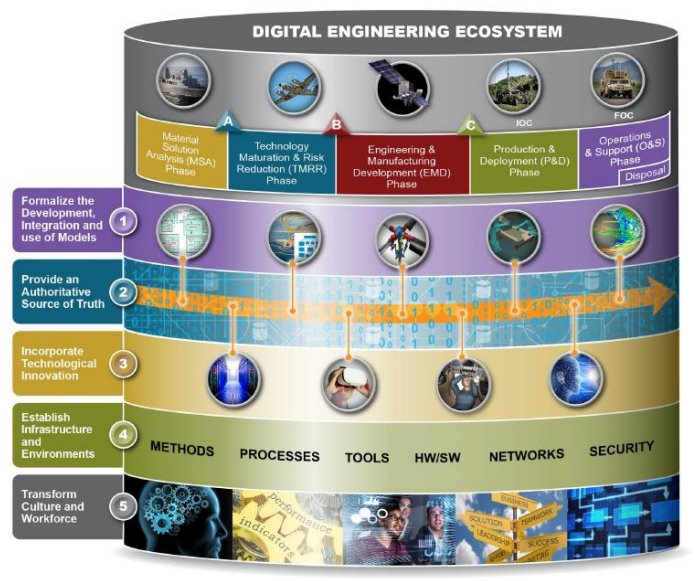 DIGITAL ENGINEERING ECOSYSTEM
A
B
C
IOC
FOC
Material
Solution
Analysis (MSA)
Phase
Technology
Maturation & Risk
Reduction (TMRR)
Phase
Engineering &
Manufacturing
Development (EMD)
Phase
Production &
Deployment (P&D)
Phase
Operations
& Support (O&S)
Phase
Disposal
Formalize the
Development,
Integration and
use of Models
1
Provide an
Authoritative
Source of Truth
2
Incorporate
Technological
Innovation
3
Establish
Infrastructure
and
Environments
4
METHODS
PROCESSES
TOOLS
HW/SW
NETWORKS
SECURITY
Transform
Culture and
Workforce
5
performance
indicators
BUSINESS
SOLUTION
TEAMWORK
LEADERSHIP
SUCCESS